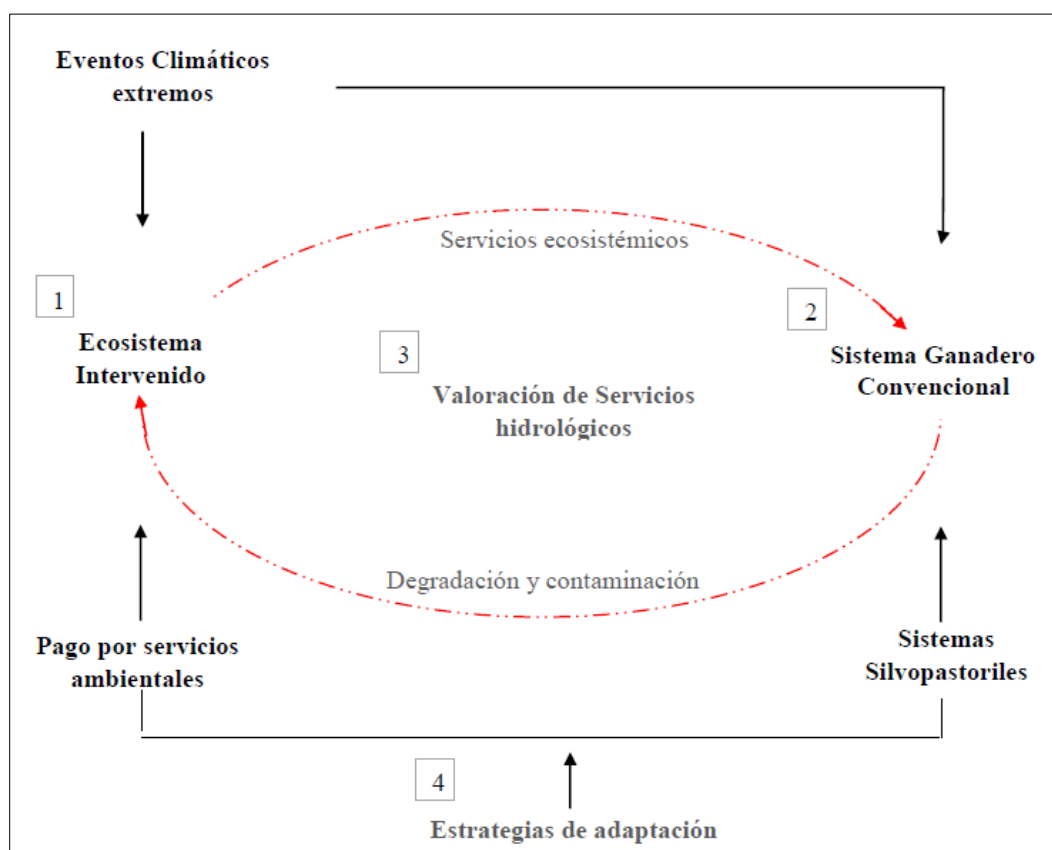 Eventos Climáticos
extremos
Servicios ecosistémicos
1
Ecosistema
Intervenido
2
Sistema Ganadero
Convencional
3
Valoración de Servicios
hidrológicos
Degradación y contaminación
Pago por servicios
ambientales
Sistemas
Silvopastoriles
4
Estrategias de adaptación